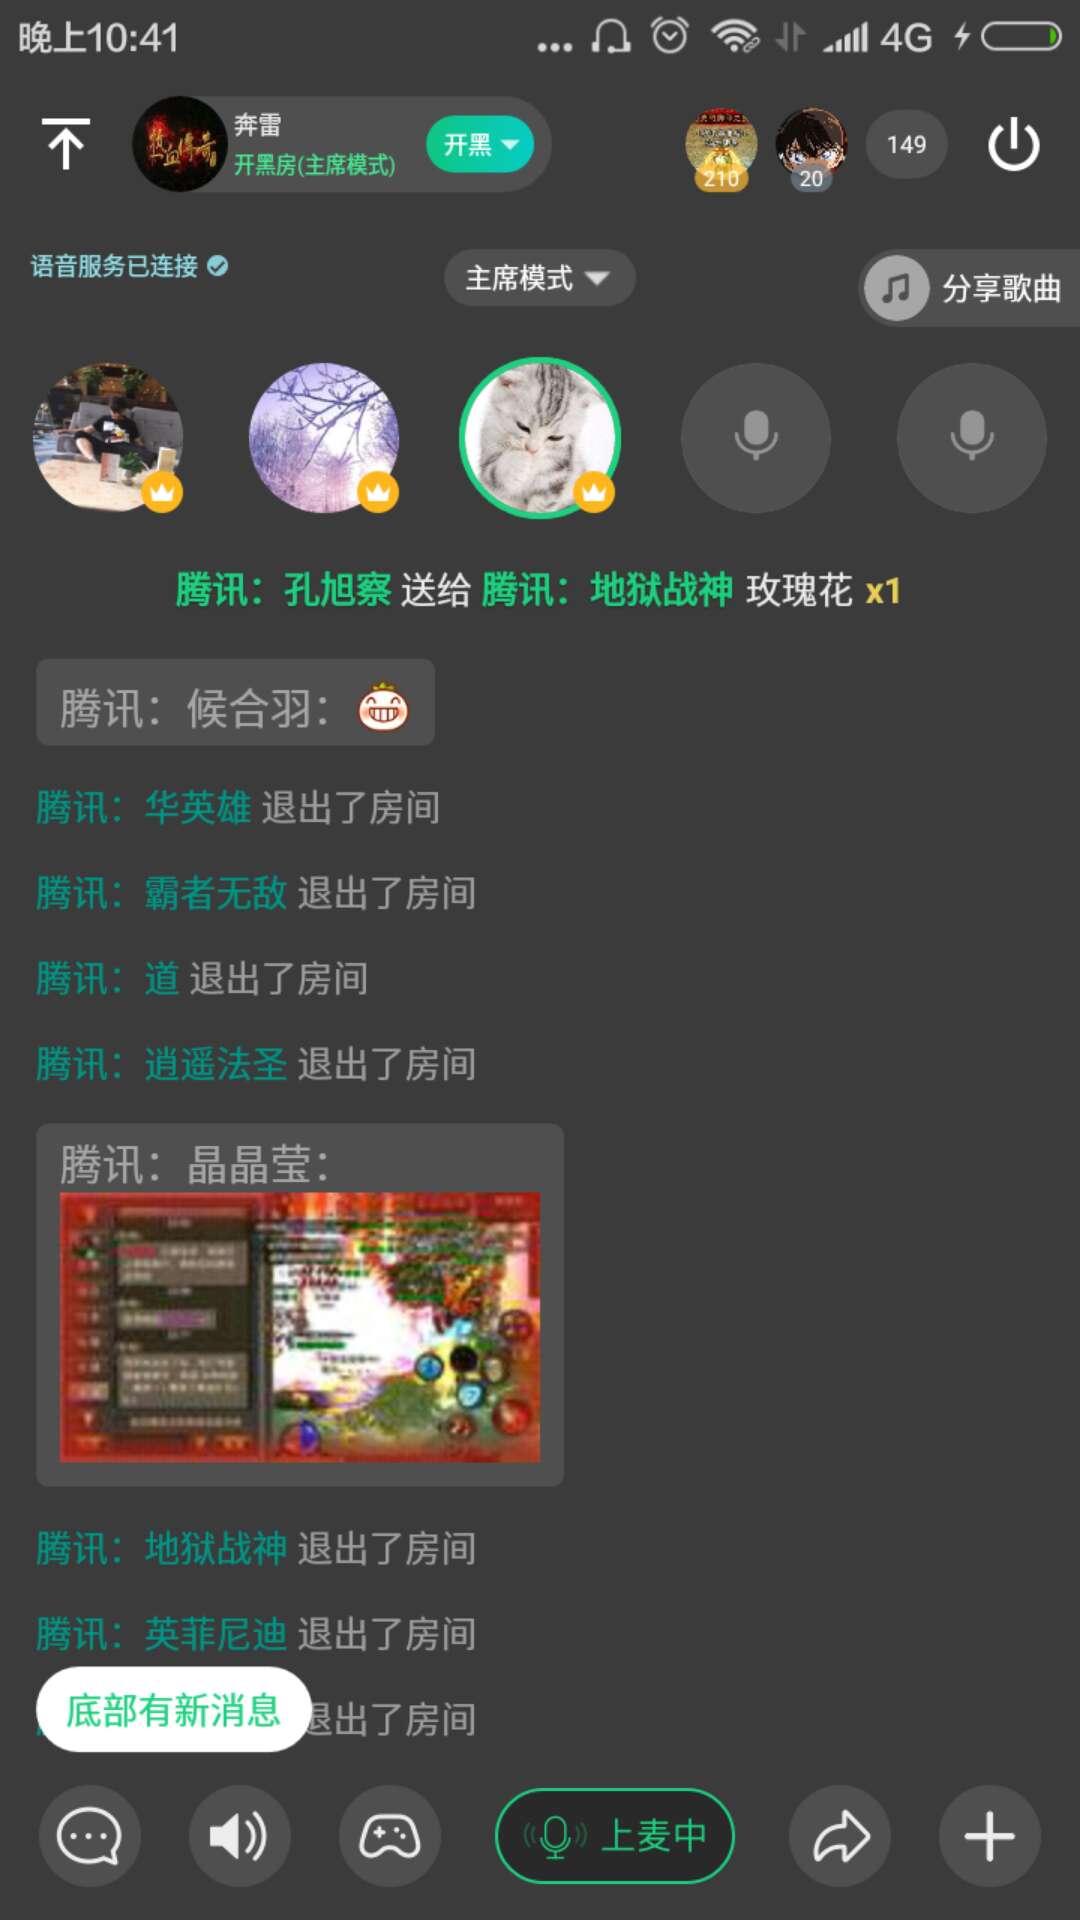 晚上10:41
4G
奔雷
开黑房(主席模式)
开黑
210
20
149
语音服务已连接
主席模式
分享歌曲
腾讯：孔旭察 送给 腾讯：地狱战神 玫瑰花 x1
腾讯：候合羽：
腾讯：华英雄 退出了房间
腾讯：霸者无敌 退出了房间
腾讯：道 退出了房间
腾讯：逍遥法圣 退出了房间
腾讯：晶晶莹：
腾讯：地狱战神 退出了房间
腾讯：英菲尼迪 退出了房间
底部有新消息
退出了房间
上麦中